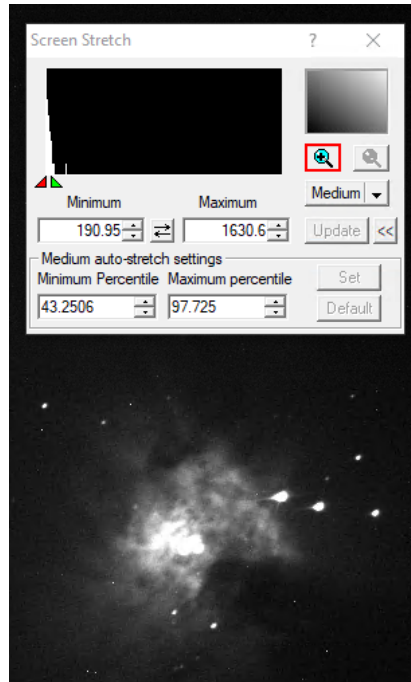 Screen Stretch ? ×
Minimum Maximum Medium
190.95 1630.6 Update <<
Medium auto-stretch settings
Minimum Percentile Maximum percentile Set
43.2506 97.725 Default